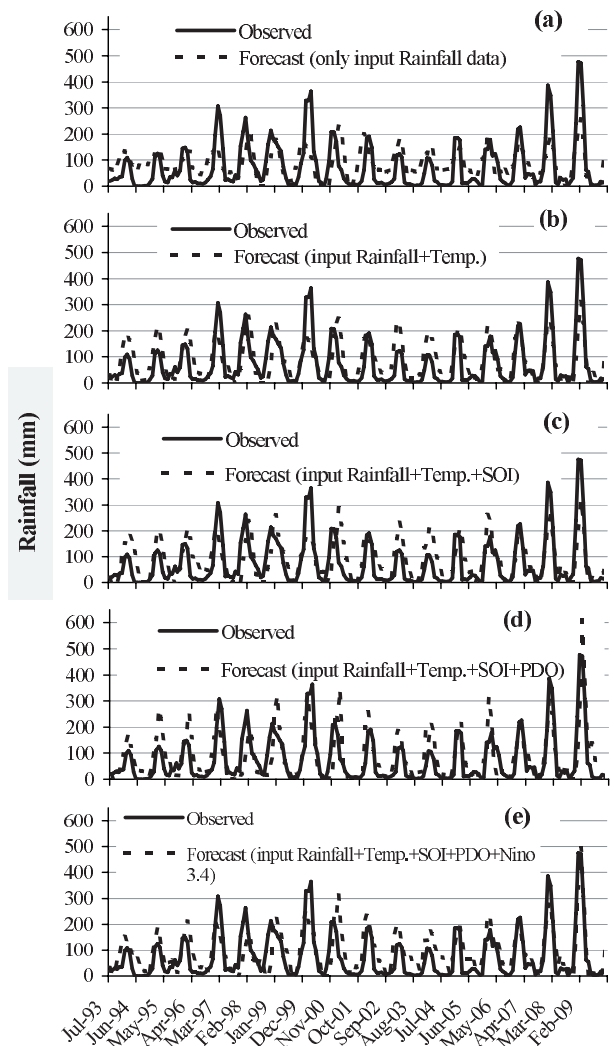 (a)
600
500
400
300
200
100
0
Observed
Forecast (only input Rainfall data)
(b)
600
500
400
300
200
100
0
Observed
Forecast (input Rainfall+Temp.)
(c)
600
500
400
300
200
100
0
Observed
Forecast (input Rainfall+Temp.+SOI)
(d)
600
500
400
300
200
100
0
Observed
Forecast (input Rainfall+Temp.+SOI+PDO)
(e)
600
500
400
300
200
100
0
Observed
Forecast (input Rainfall+Temp.+SOI+PDO+Nino
3.4)
Rainfall (mm)
Jul-93
Jun-94
May-95
Apr-96
Mar-97
Feb-98
Jan-99
Dec-99
Nov-00
Oct-01
Sep-02
Aug-03
Jul-04
Jun-05
May-06
Apr-07
Mar-08
Feb-09